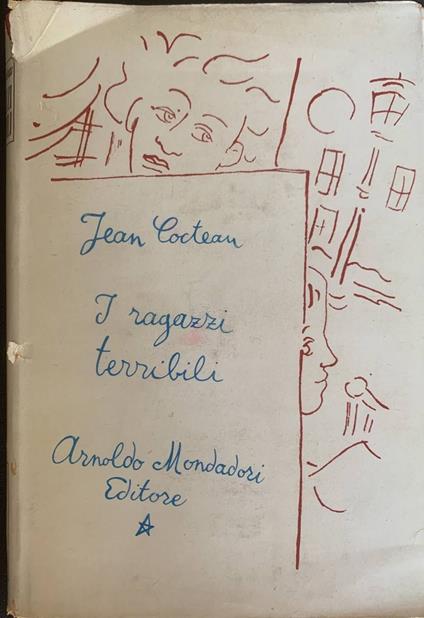 Jean Cocteau
I ragazzi
terribili
Arnoldo Mondadori
Editore